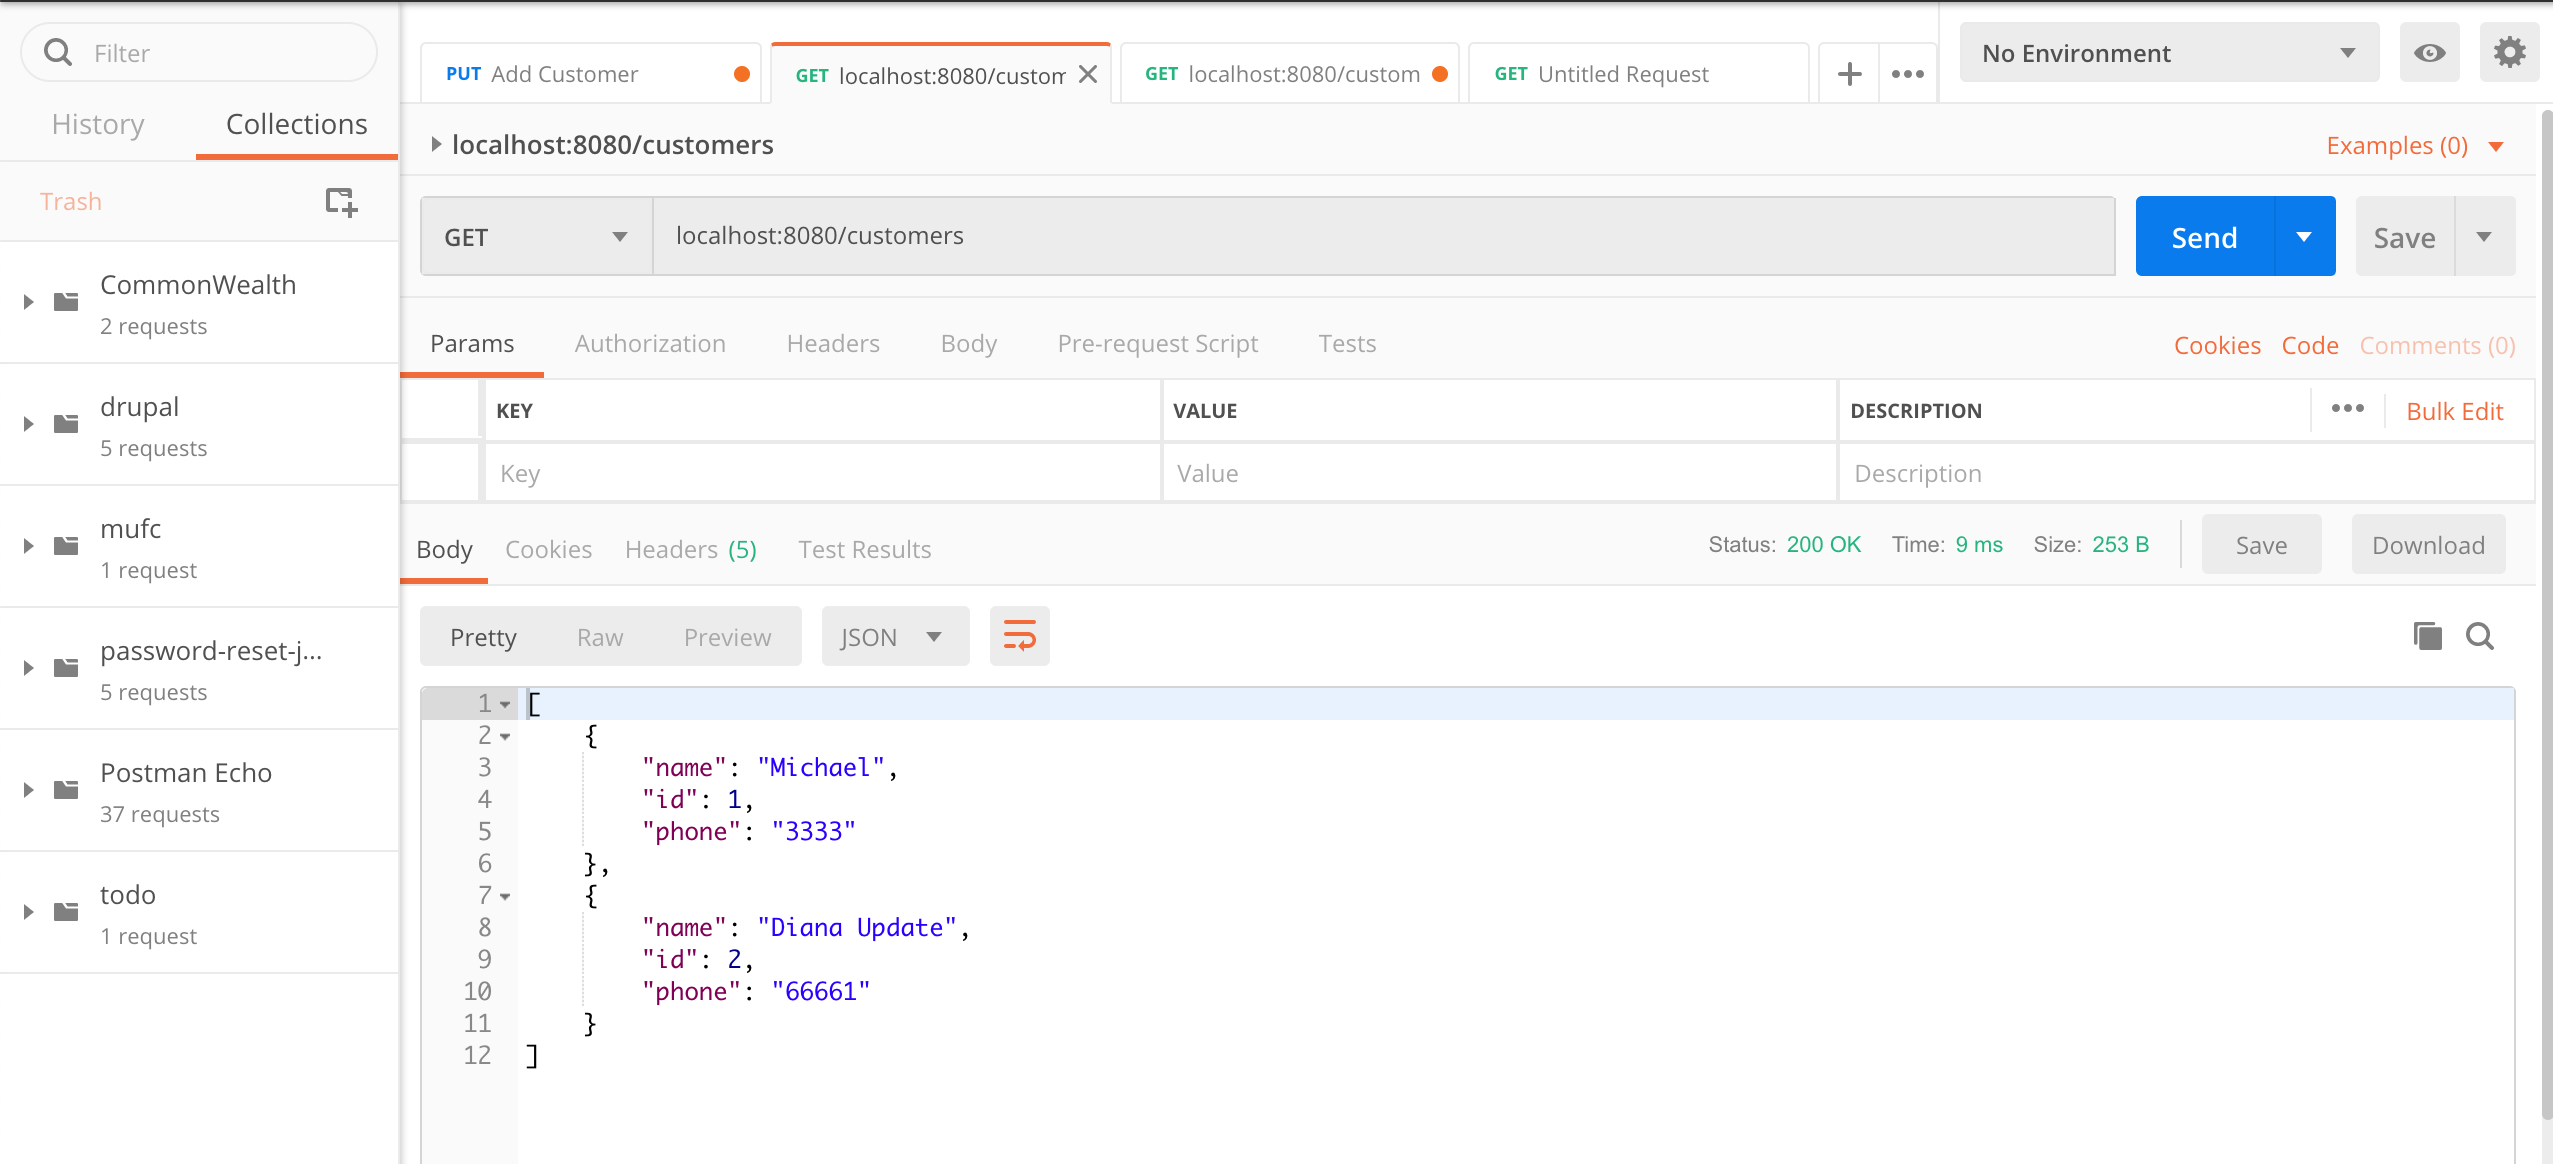 Filter
History
Collections
Trash
CommonWealth
2 requests
drupal
5 requests
mufc
1 request
password-reset-j...
5 requests
Postman Echo
37 requests
todo
1 request
PUT Add Customer
GET localhost:8080/custom
GET localhost:8080/custom
GET Untitled Request
No Environment
localhost:8080/customers
Examples (0)
GET
localhost:8080/customers
Send
Save
Params
Authorization
Headers
Body
Pre-request Script
Tests
Cookies
Code
Comments (0)
KEY
VALUE
DESCRIPTION
Bulk Edit
Key
Value
Description
Body
Cookies
Headers (5)
Test Results
Status: 200 OK
Time: 9 ms
Size: 253 B
Save
Download
Pretty
Raw
Preview
JSON
1 [
2 {
3 "name": "Michael",
4 "id": 1,
5 "phone": "3333"
6 },
7 {
8 "name": "Diana Update",
9 "id": 2,
10 "phone": "66661"
11 }
12 ]